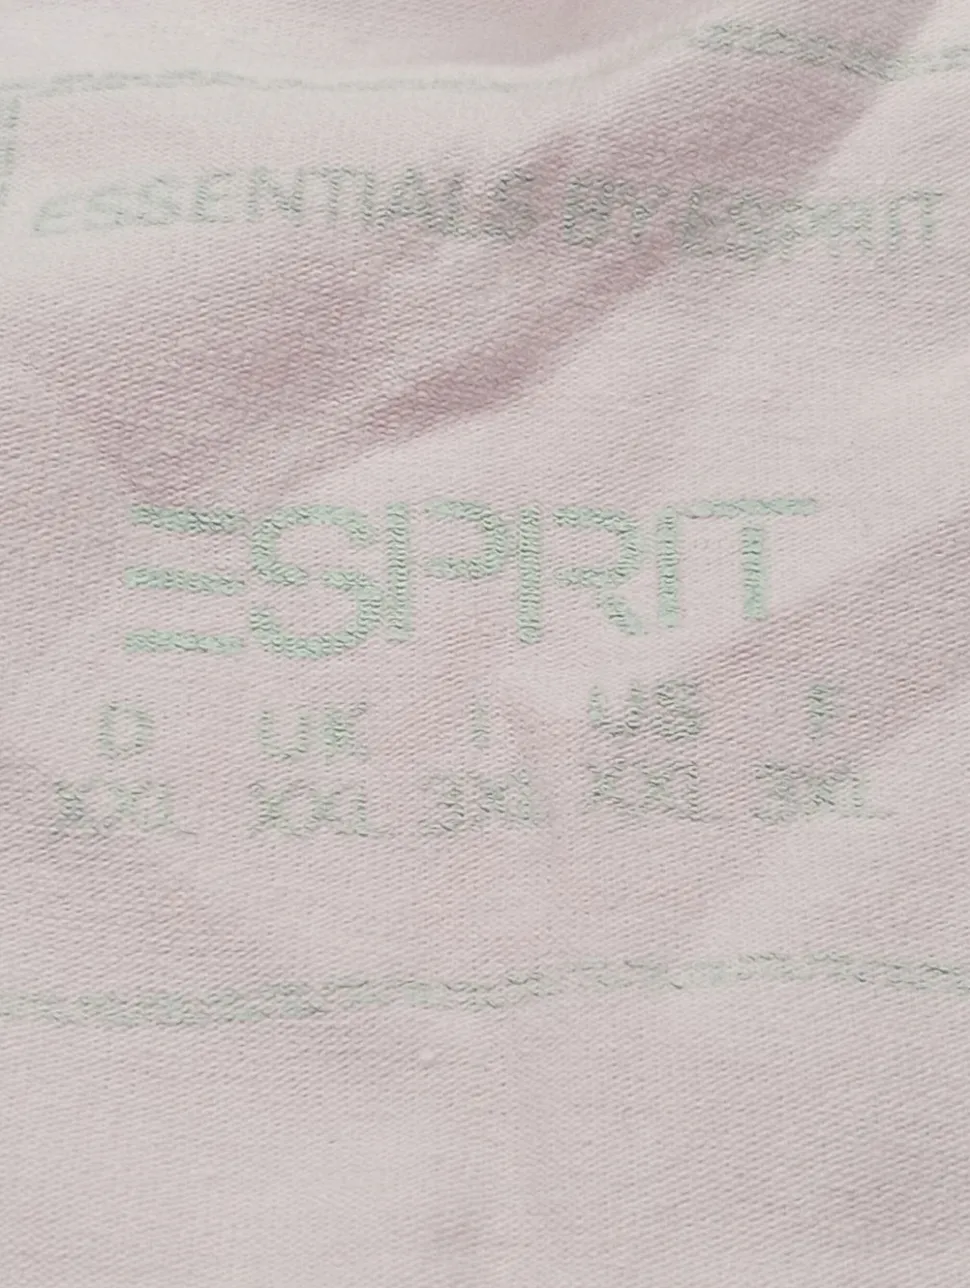 ESSENTIALS BY ESPRIT
ESPRIT
D UK I US F
XXL XXL 3XL XXL 3XL